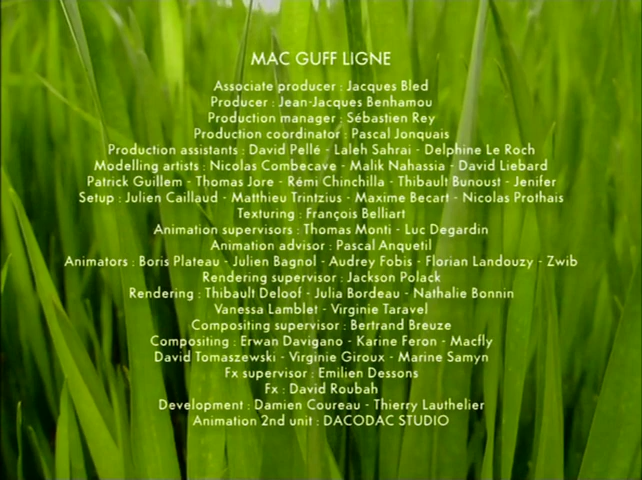 MAC GUFF LIGNE
Associate producer : Jacques Bled
Producer : Jean-Jacques Benhamou
Production manager : Sébastien Rey
Production coordinator : Pascal Jonquais
Production assistants : David Pellé - Laleh Sahrai - Delphine Le Roch
Modelling artists : Nicolas Combecave - Malik Nahassia - David Liebard
Patrick Guillem - Thomas Jore - Rémi Chinchilla - Thibault Bunoust - Jenifer
Setup : Julien Caillaud - Matthieu Trintzius - Maxime Becart - Nicolas Prothais
Texturing : François Belliart
Animation supervisors : Thomas Monti - Luc Degardin
Animation advisor : Pascal Anquetil
Animators : Boris Plateau - Julien Bagnol - Audrey Fobis - Florian Landouzy - Zwib
Rendering supervisor : Jackson Polack
Rendering : Thibault Deloof - Julia Bordeau - Nathalie Bonnin
Vanessa Lamblet - Virginie Taravel
Compositing supervisor : Bertrand Breuze
Compositing : Erwan Davigano - Karine Feron - Macfly
David Tomaszewski - Virginie Giroux - Marine Samyn
Fx supervisor : Emilien Dessons
Fx : David Roubah
Development : Damien Coureau - Thierry Lauthelier
Animation 2nd unit : DACODAC STUDIO